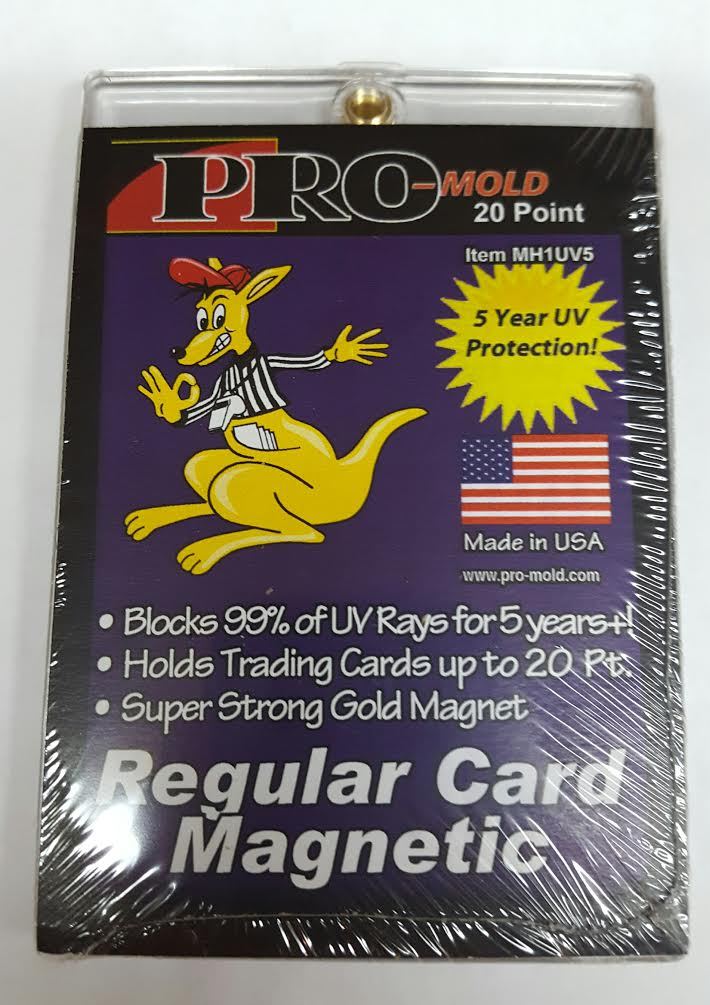 PRO-MOLD
20 Point
Item MH1UV5
5 Year UV
Protection!
Made in USA
www.pro-mold.com
• Blocks 99% of UV Rays for 5 years+!
• Holds Trading Cards up to 20 Pt.
• Super Strong Gold Magnet
Regular Card
Magnetic